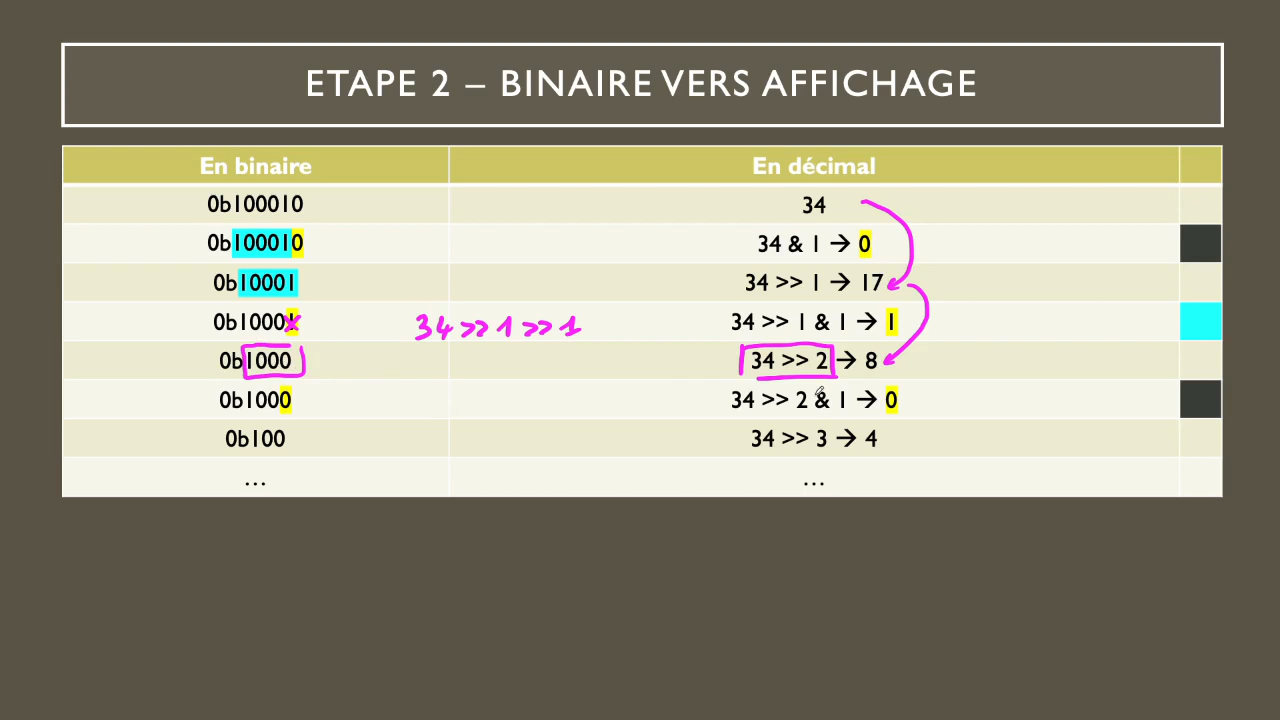 ETAPE 2 – BINAIRE VERS AFFICHAGE
En binaire En décimal
0b100010 34
0b100010 34 & 1 → 0
0b10001 34 >> 1 → 17
0b10001 34 >> 1 >> 1 34 >> 1 & 1 → 1
0b1000 34 >> 2 → 8
0b1000 34 >> 2 & 1 → 0
0b100 34 >> 3 → 4
… …